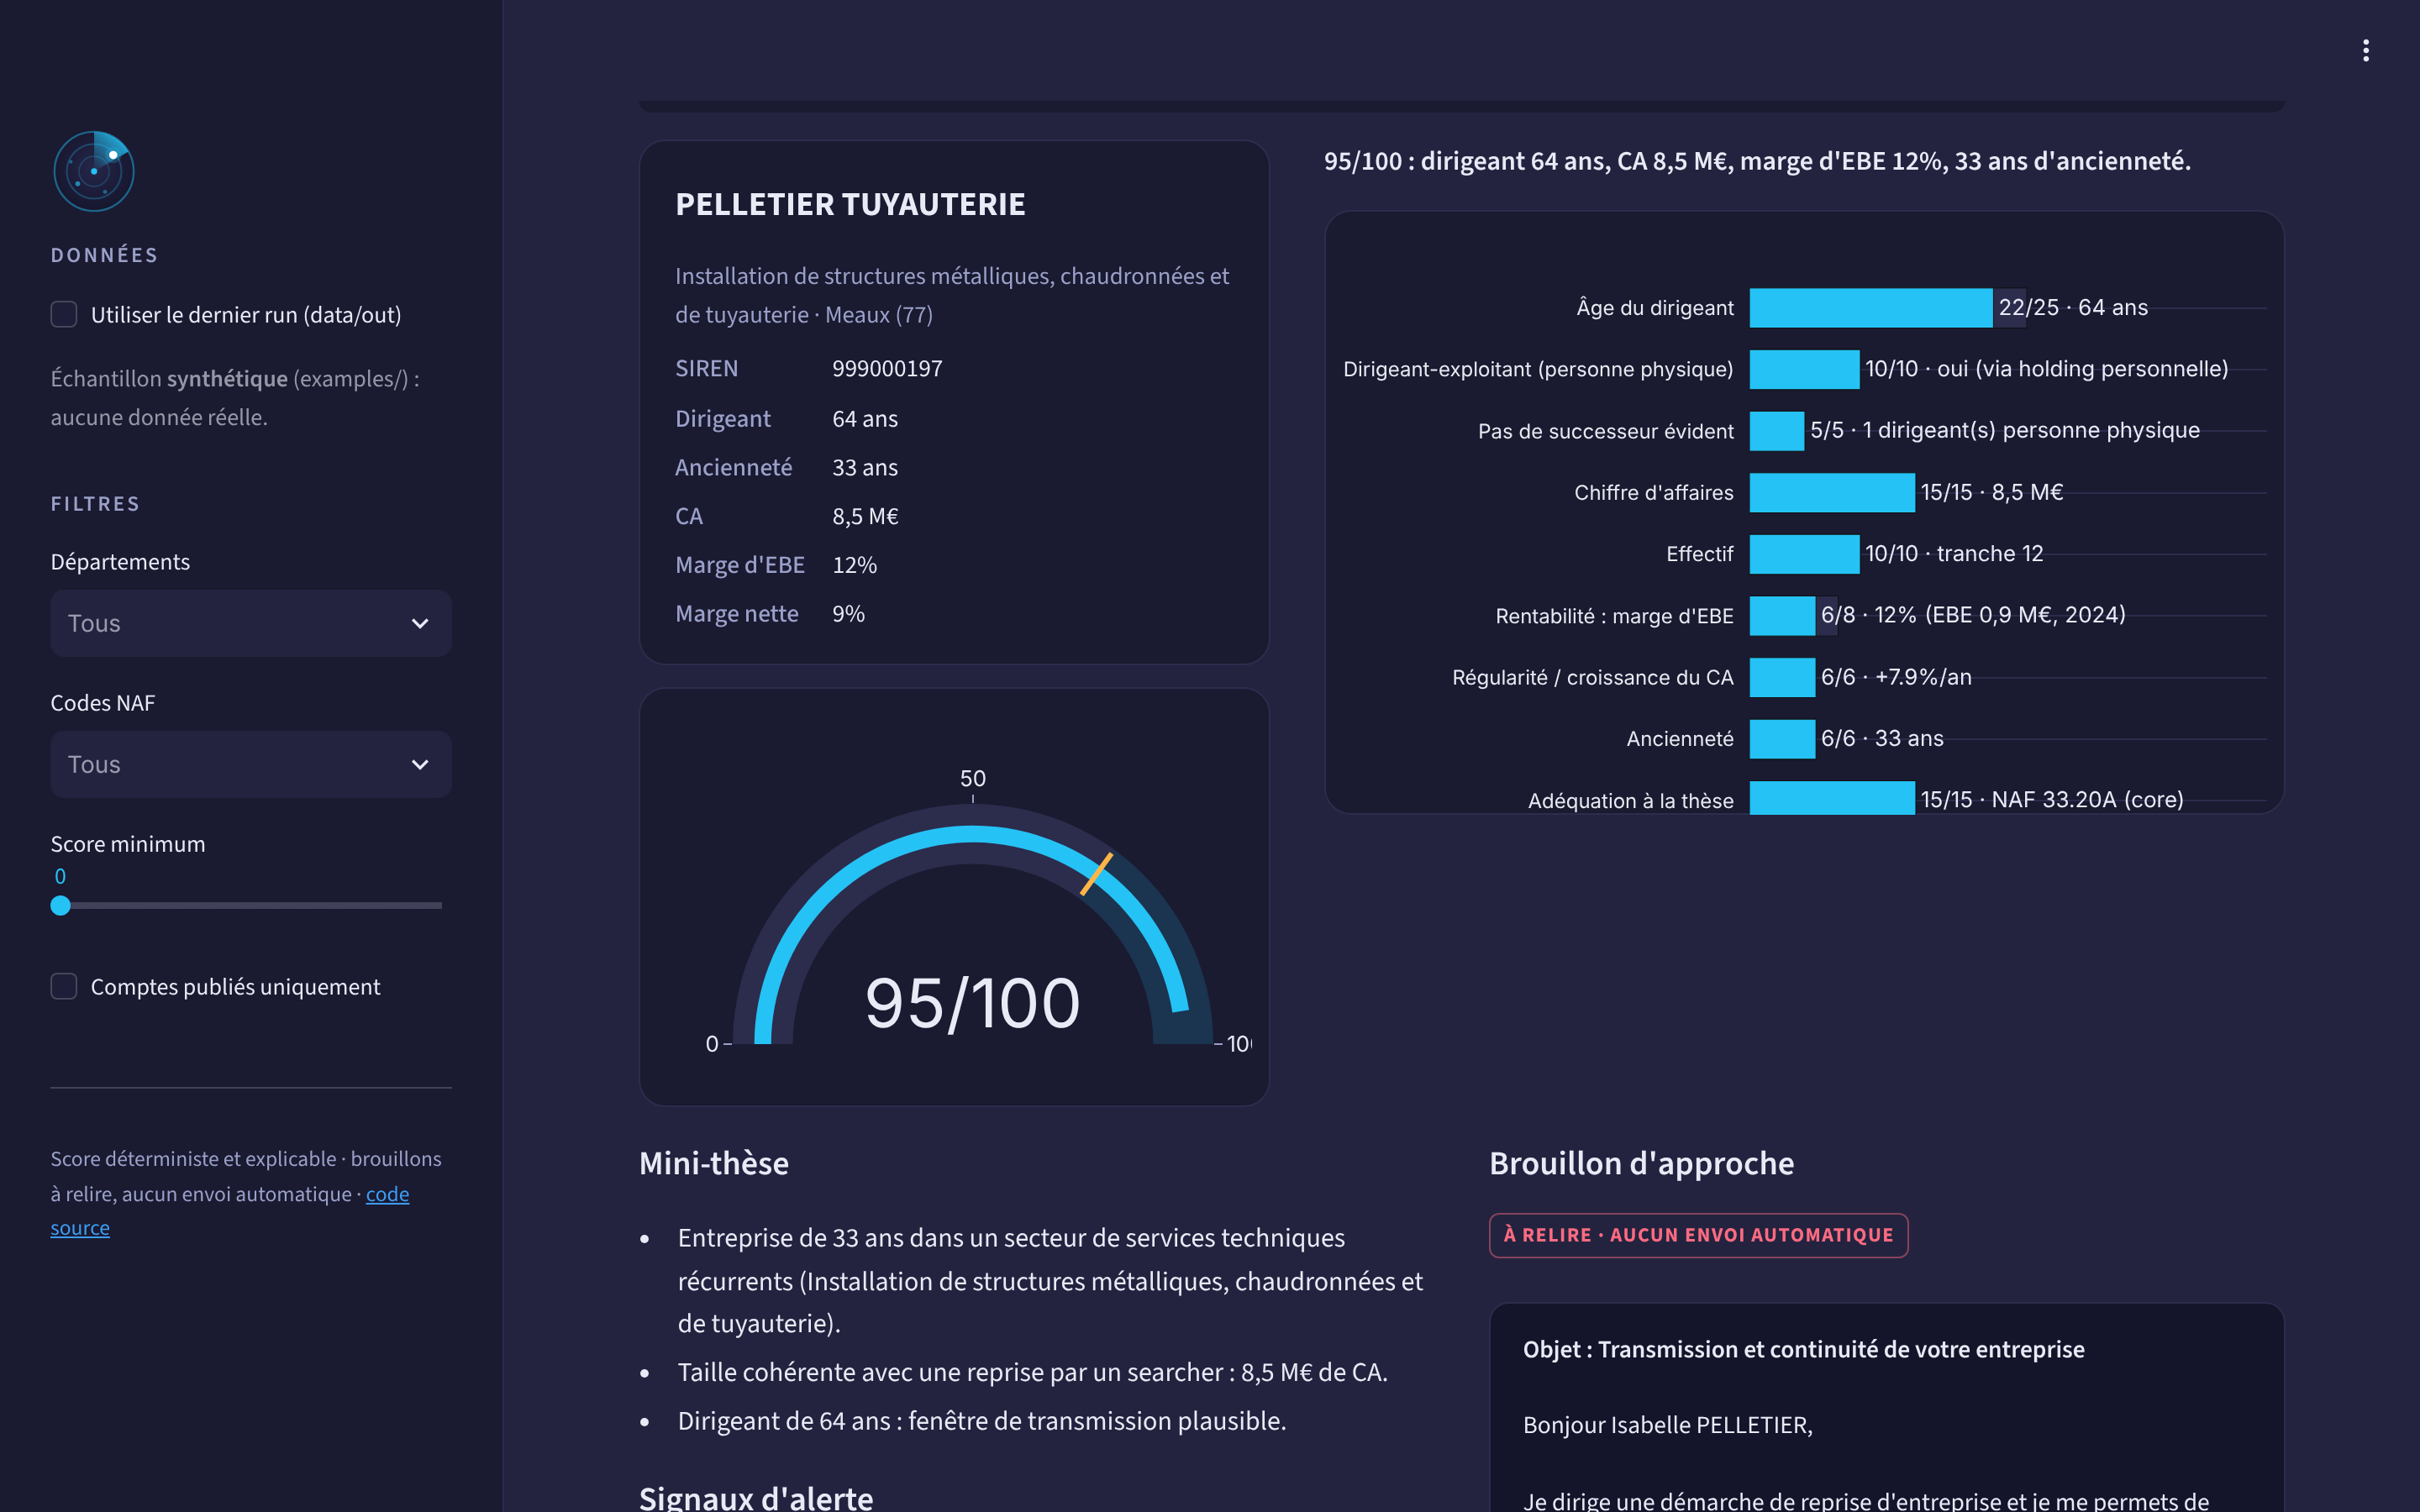 DONNÉES
Utiliser le dernier run (data/out)
Échantillon synthétique (examples/) :
aucune donnée réelle.
FILTRES
Départements
Tous
Codes NAF
Tous
Score minimum
0
Comptes publiés uniquement
Score déterministe et explicable · brouillons
à relire, aucun envoi automatique · code
source
PELLETIER TUYAUTERIE
Installation de structures métalliques, chaudronnées et
de tuyauterie · Meaux (77)
SIREN 999000197
Dirigeant 64 ans
Ancienneté 33 ans
CA 8,5 M€
Marge d'EBE 12%
Marge nette 9%
50
95/100
0
95/100 : dirigeant 64 ans, CA 8,5 M€, marge d'EBE 12%, 33 ans d'ancienneté.
Âge du dirigeant 22/25 · 64 ans
Dirigeant-exploitant (personne physique) 10/10 · oui (via holding personnelle)
Pas de successeur évident 5/5 · 1 dirigeant(s) personne physique
Chiffre d'affaires 15/15 · 8,5 M€
Effectif 10/10 · tranche 12
Rentabilité : marge d'EBE 6/8 · 12% (EBE 0,9 M€, 2024)
Régularité / croissance du CA 6/6 · +7.9%/an
Ancienneté 6/6 · 33 ans
Adéquation à la thèse 15/15 · NAF 33.20A (core)
Mini-thèse
Entreprise de 33 ans dans un secteur de services techniques
récurrents (Installation de structures métalliques, chaudronnées et
de tuyauterie).
Taille cohérente avec une reprise par un searcher : 8,5 M€ de CA.
Dirigeant de 64 ans : fenêtre de transmission plausible.
Signaux d'alerte
Brouillon d'approche
À RELIRE · AUCUN ENVOI AUTOMATIQUE
Objet : Transmission et continuité de votre entreprise
Bonjour Isabelle PELLETIER,
Je dirige une démarche de reprise d'entreprise et je me permets de